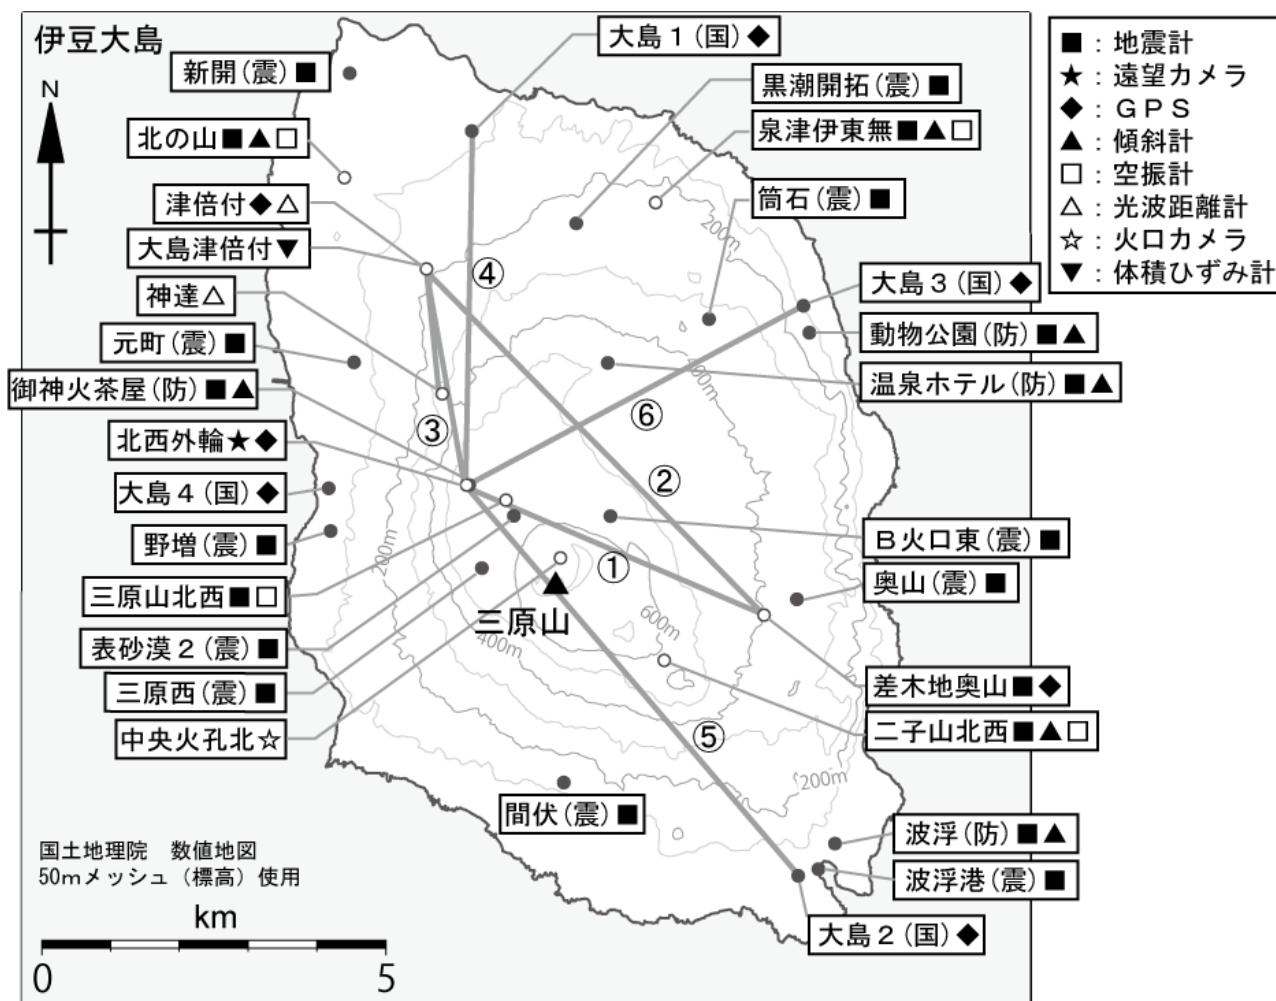 伊豆大島
N
大島1(国)◆
新開(震)■
黒潮開拓(震)■
北の山■▲□
泉津伊東無■▲□
津倍付◆△
筒石(震)■
大島津倍付▼
神達△
大島3(国)◆
元町(震)■
動物公園(防)■▲
御神火茶屋(防)■▲
温泉ホテル(防)■▲
北西外輪★◆
大島4(国)◆
野増(震)■
B火口東(震)■
三原山北西■□
奥山(震)■
表砂漠2(震)■
三原西(震)■
差木地奥山■◆
中央火孔北☆
二子山北西■▲□
間伏(震)■
波浮(防)■▲
波浮港(震)■
大島2(国)◆
三原山
①
②
③
④
⑤
⑥
200m
400m
200m
600m
400m
200m
国土地理院 数値地図
50mメッシュ(標高)使用
km
0 5
■:地震計
★:遠望カメラ
◆:GPS
▲:傾斜計
□:空振計
△:光波距離計
☆:火口カメラ
▼:体積ひずみ計